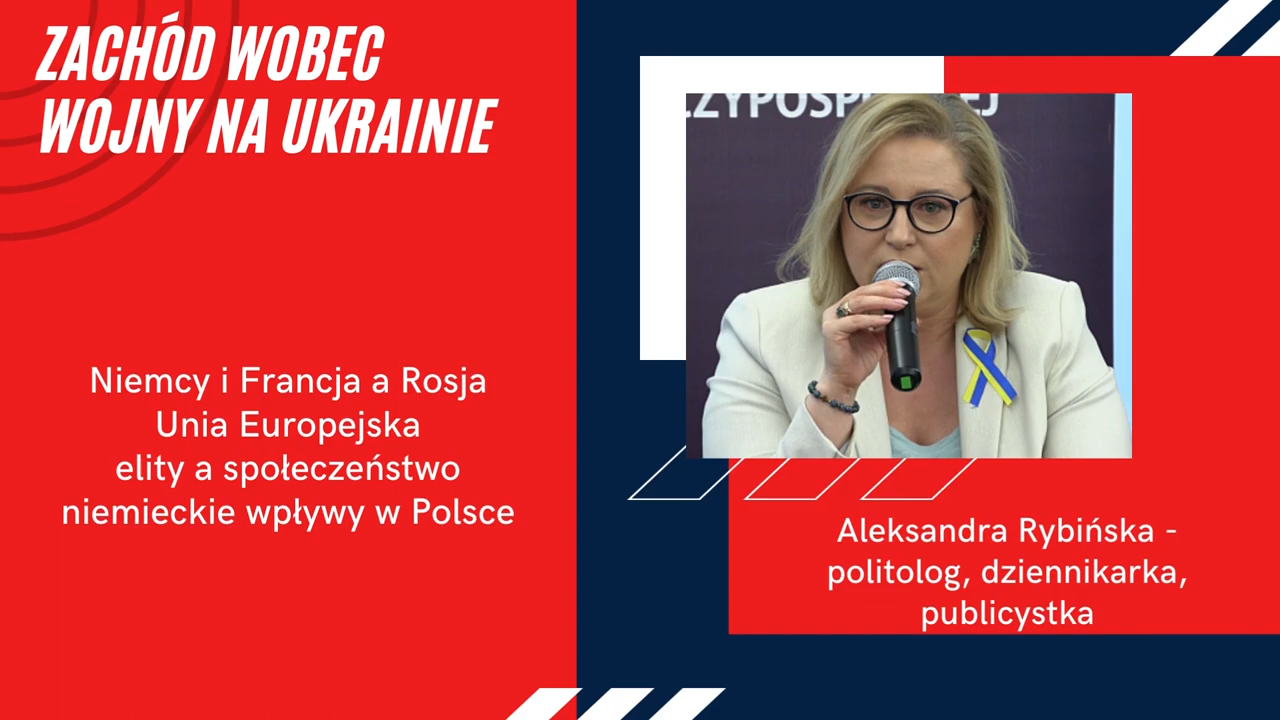 ZACHÓD WOBEC
WOJNY NA UKRAINIE
Niemcy i Francja a Rosja
Unia Europejska
elity a społeczeństwo
niemieckie wpływy w Polsce
Aleksandra Rybińska -
politolog, dziennikarka,
publicystka